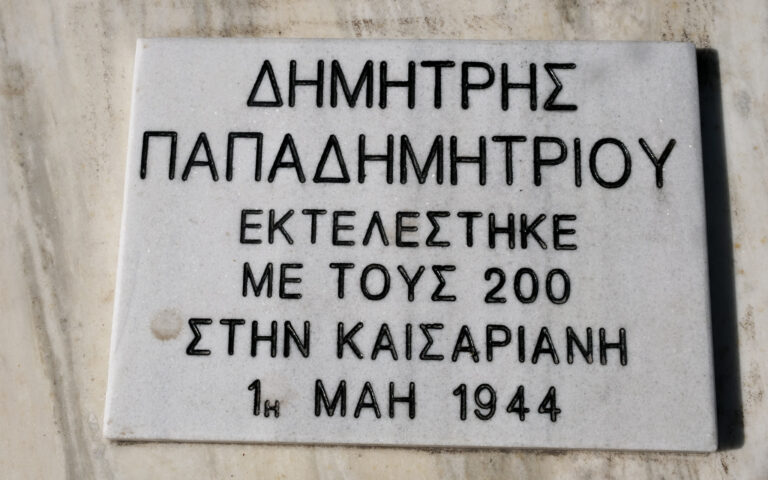 ΔΗΜΗΤΡΗΣ
ΠΑΠΑΔΗΜΗΤΡΙΟΥ
ΕΚΤΕΛΕΣΤΗΚΕ
ΜΕ ΤΟΥΣ 200
ΣΤΗΝ ΚΑΙΣΑΡΙΑΝΗ
1η ΜΑΗ 1944